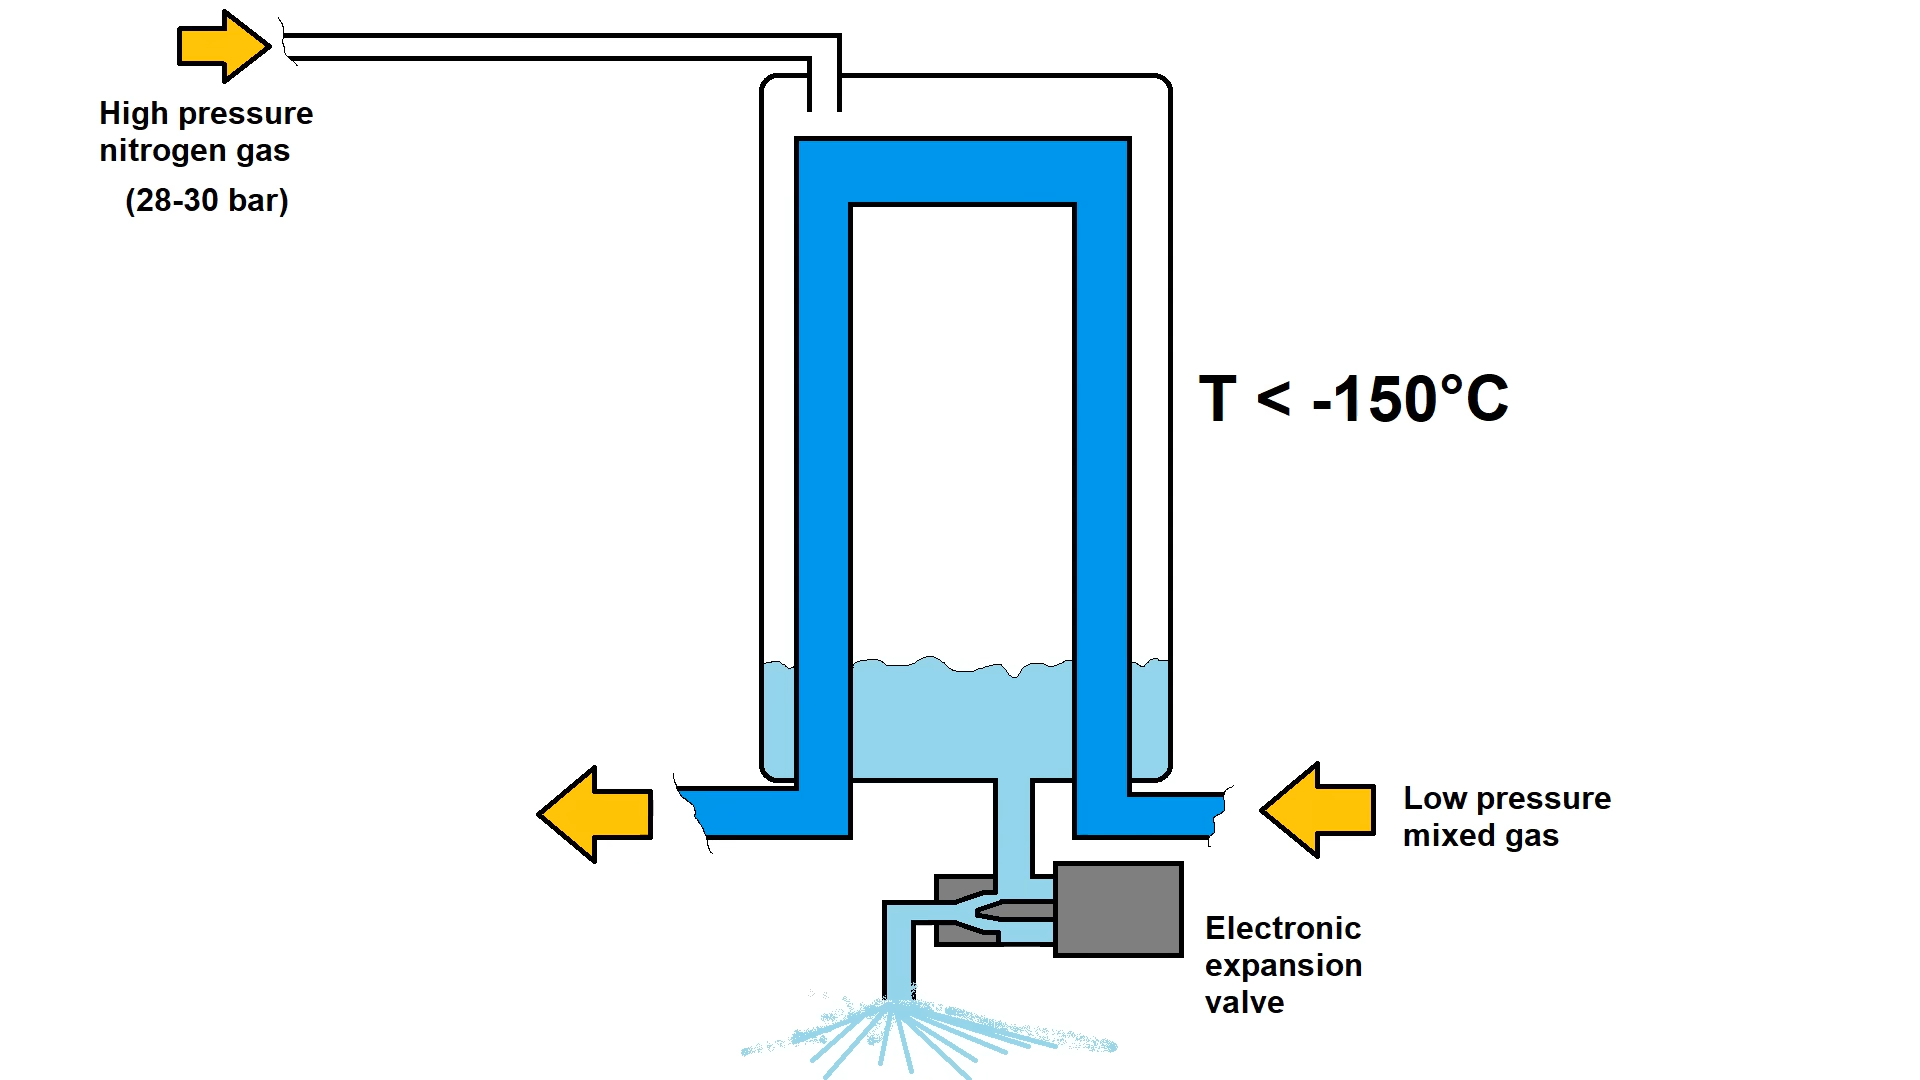 High pressure
nitrogen gas
(28-30 bar)
T < -150°C
Low pressure
mixed gas
Electronic
expansion
valve